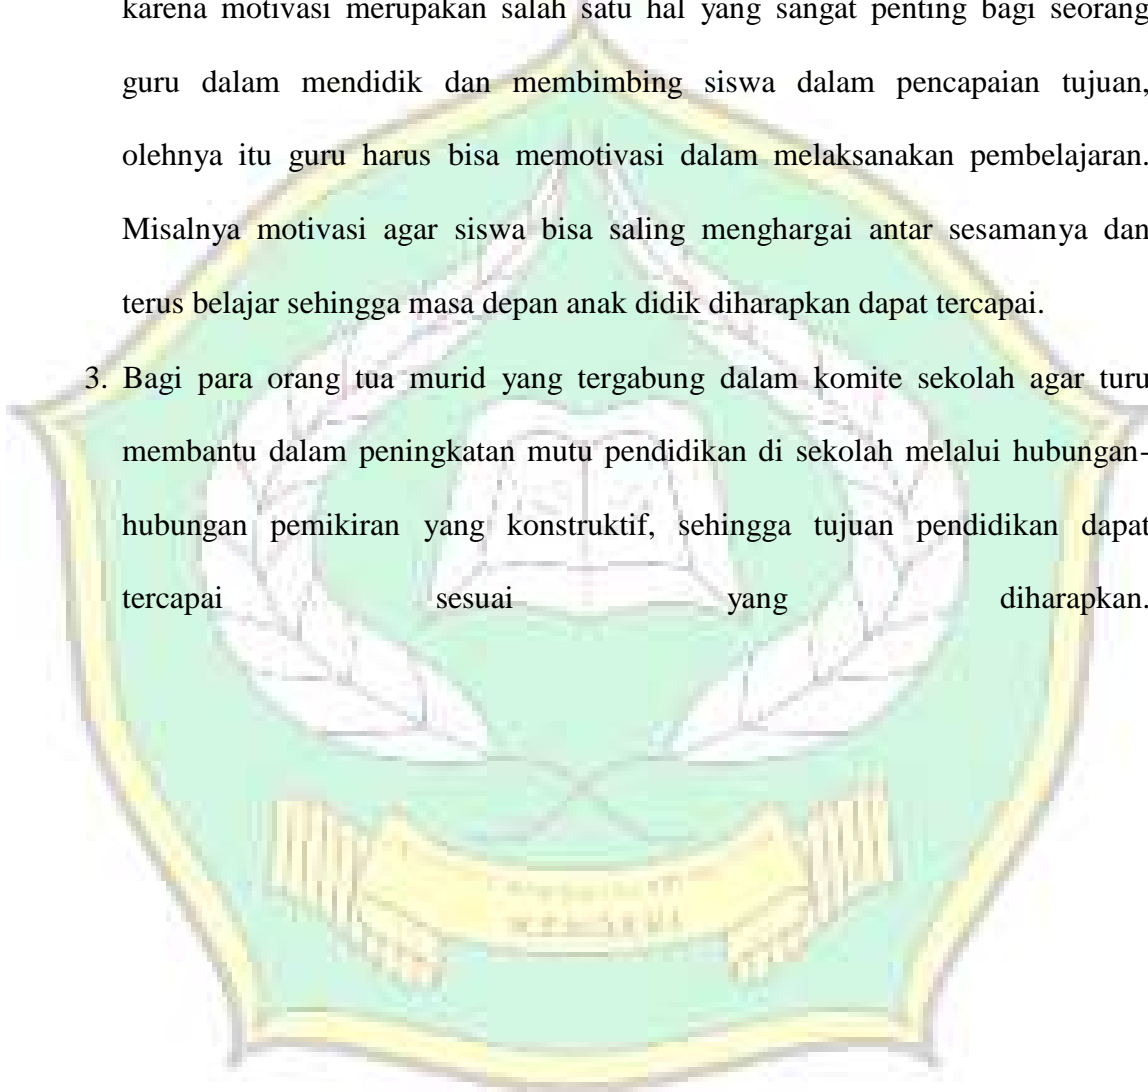 karena motivasi merupakan salah satu hal yang sangat penting bagi seorang
guru dalam mendidik dan membimbing siswa dalam pencapaian tujuan,
olehnya itu guru harus bisa memotivasi dalam melaksanakan pembelajaran.
Misalnya motivasi agar siswa bisa saling menghargai antar sesamanya dan
terus belajar sehingga masa depan anak didik diharapkan dapat tercapai.
3. Bagi para orang tua murid yang tergabung dalam komite sekolah agar turu
membantu dalam peningkatan mutu pendidikan di sekolah melalui hubungan-
hubungan pemikiran yang konstruktif, sehingga tujuan pendidikan dapat
tercapai sesuai yang diharapkan.